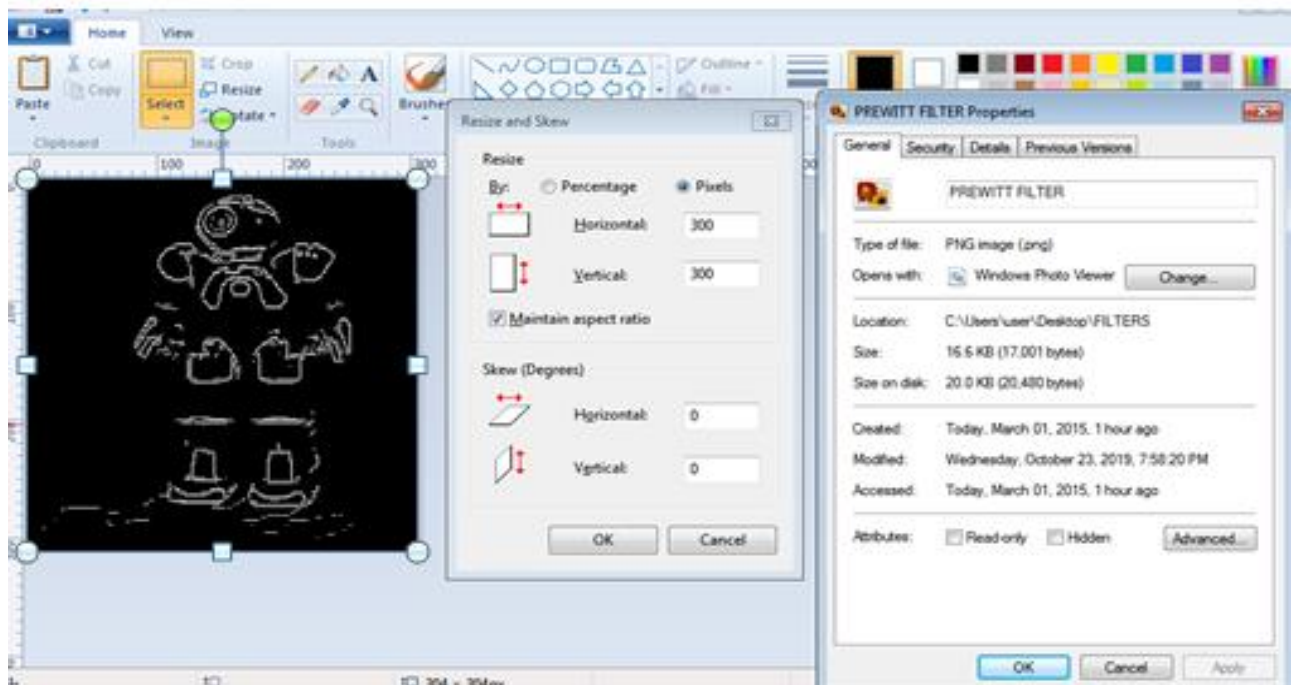 Home View
Paste
Cut
Copy
Select
Crop
Resize
Brushes
Outline
Fill
Clipboard
Image
Tools
0 100 200 300
Resize and Skew
Resize
By: Percentage Pixels
Horizontal: 300
Vertical: 300
Maintain aspect ratio
Skew (Degrees)
Horizontal: 0
Vertical: 0
OK Cancel
PREWITT FILTER Properties
General Security Details Previous Versions
PREWITT FILTER
Type of file: PNG image (.png)
Opens with: Windows Photo Viewer Change...
Location: C:\Users\user\Desktop\FILTERS
Size: 16.6 KB (17,001 bytes)
Size on disk: 20.0 KB (20,480 bytes)
Created: Today, March 01, 2015, 1 hour ago
Modified: Wednesday, October 23, 2019, 7:58:20 PM
Accessed: Today, March 01, 2015, 1 hour ago
Attributes: Read-only Hidden Advanced...
OK Cancel Apply